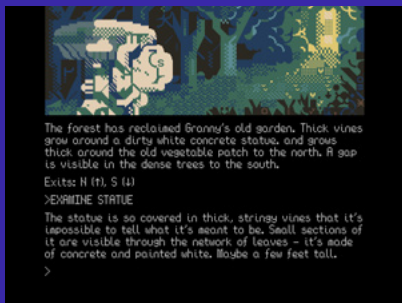 The forest has reclaimed Granny's old garden. Thick vines
grow around a dirty white concrete statue, and grows
thick around the old vegetable patch to the north. A gap
is visible in the dense trees to the south.
Exits: N (↑), S (↓)
>EXAMINE STATUE
The statue is so covered in thick, stringy vines that it's
impossible to tell what it's meant to be. Small sections of
it are visible through the network of leaves – it's made
of concrete and painted white. Maybe a few feet tall.
>